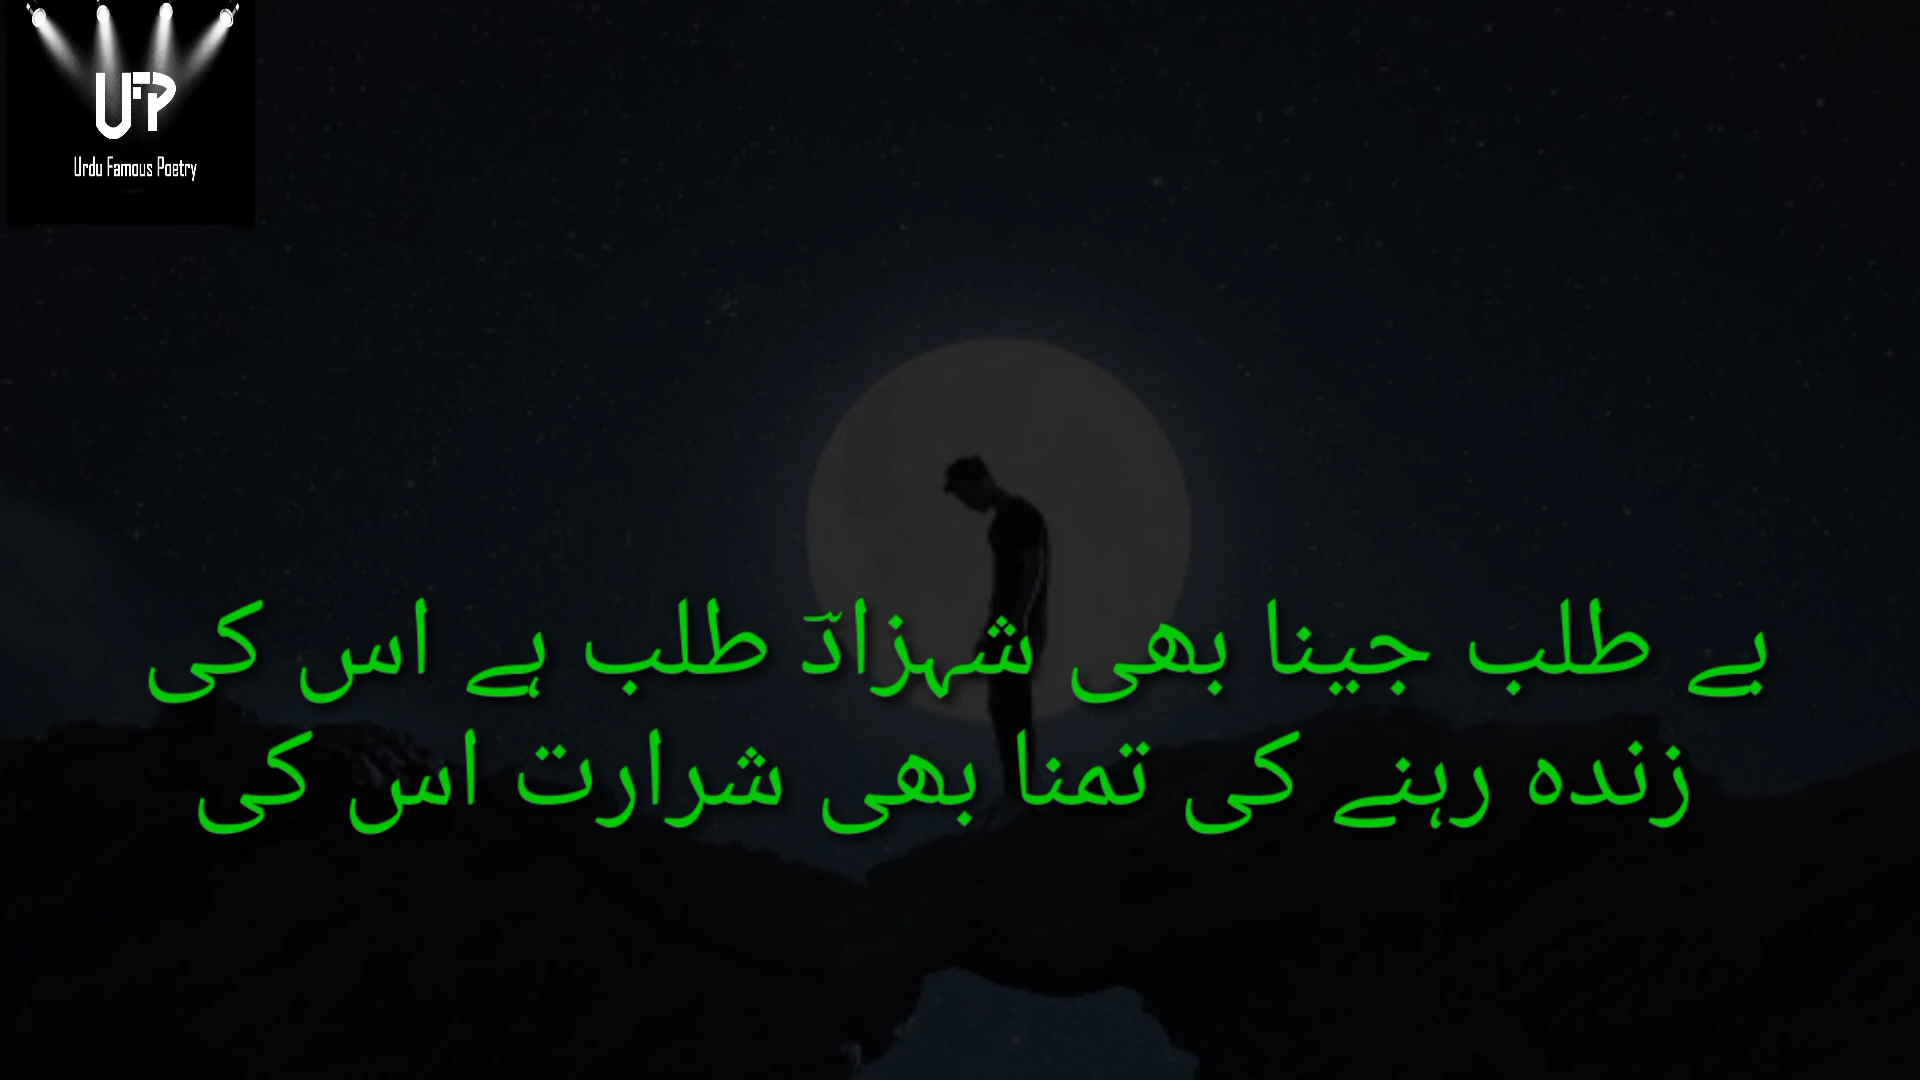 UFP
Urdu Famous Poetry
بے طلب جینا بھی شہزادؔ طلب ہے اس کی
زندہ رہنے کی تمنا بھی شرارت اس کی